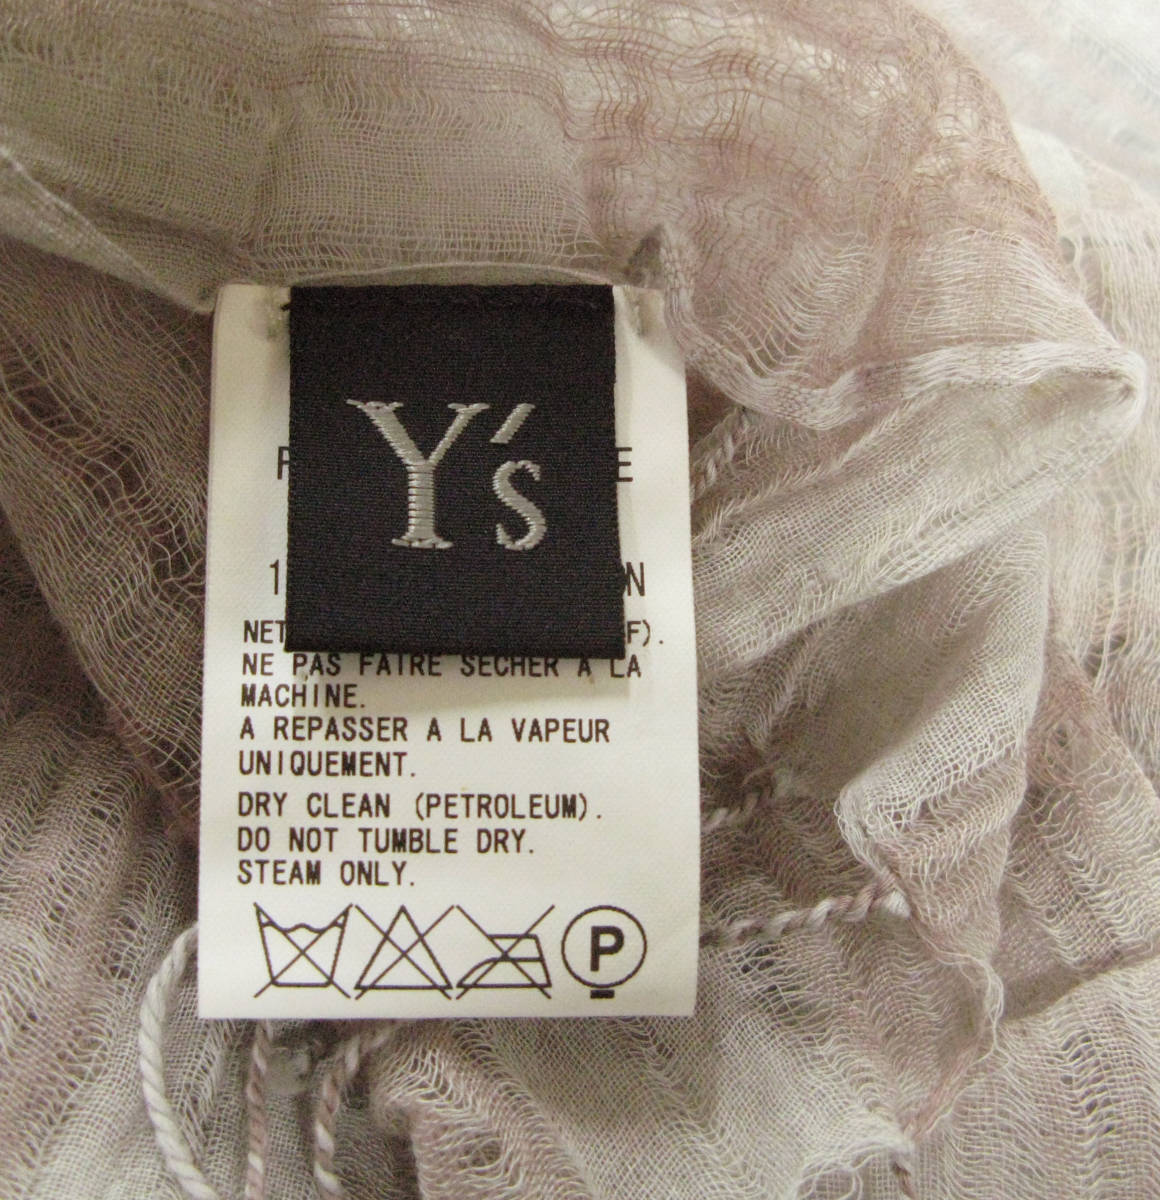 Y's
NE PAS FAIRE SECHER A LA
MACHINE.
A REPASSER A LA VAPEUR
UNIQUEMENT.
DRY CLEAN (PETROLEUM).
DO NOT TUMBLE DRY.
STEAM ONLY.
P